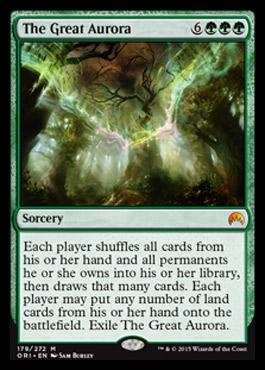 The Great Aurora 6
Sorcery
Each player shuffles all cards from
his or her hand and all permanents
he or she owns into his or her library,
then draws that many cards. Each
player may put any number of land
cards from his or her hand onto the
battlefield. Exile The Great Aurora.
179/272 M
ORI • EN SAM BURLEY
™ & © 2015 Wizards of the Coast